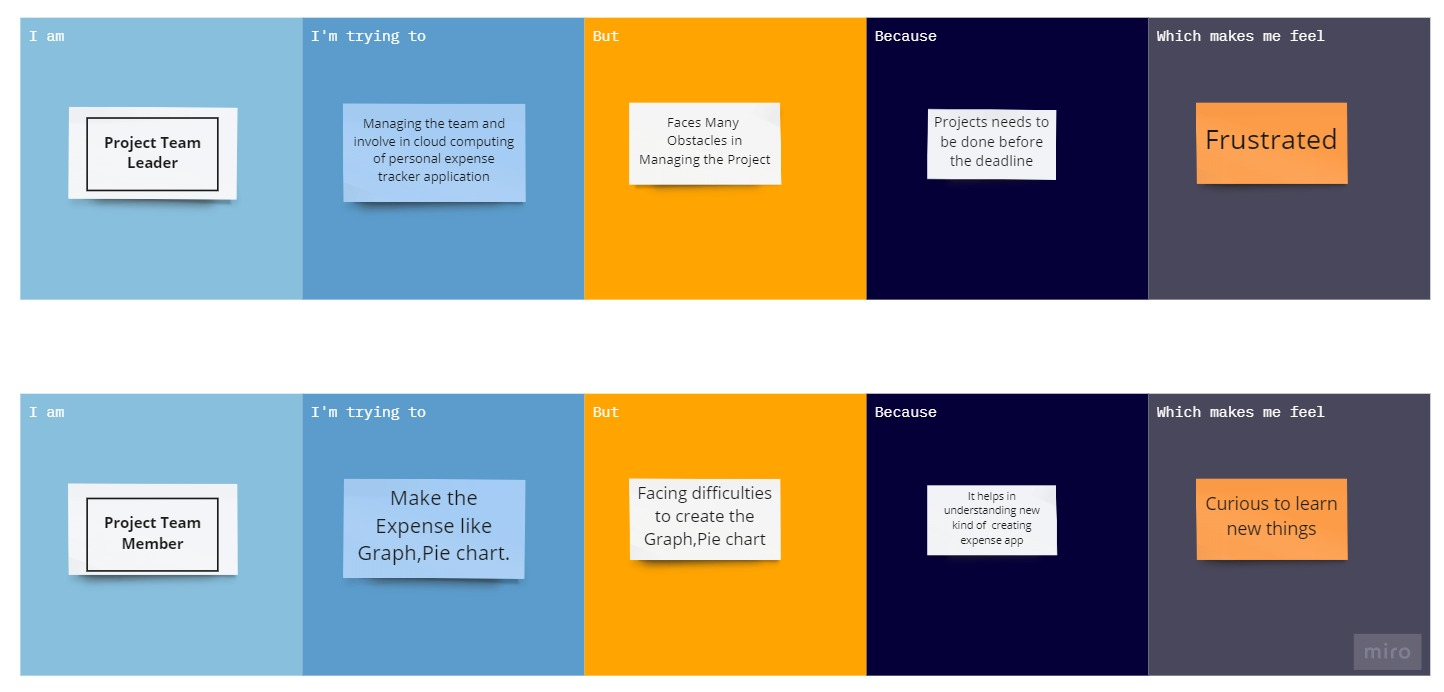 I am
I'm trying to
But
Because
Which makes me feel
Project Team
Leader
Managing the team and
involve in cloud computing
of personal expense
tracker application
Faces Many
Obstacles in
Managing the Project
Projects needs to
be done before
the deadline
Frustrated
I am
I'm trying to
But
Because
Which makes me feel
Project Team
Member
Make the
Expense like
Graph,Pie chart.
Facing difficulties
to create the
Graph,Pie chart
It helps in
understanding new
kind of creating
expense app
Curious to learn
new things
miro